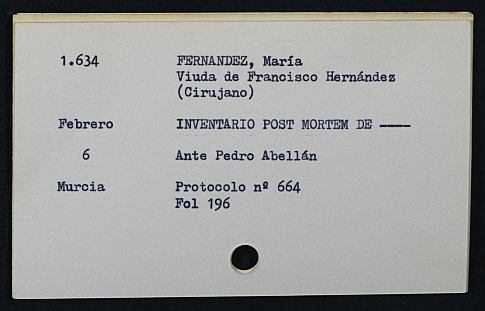 1.634 FERNANDEZ, María
Viuda de Francisco Hernández
(Cirujano)
Febrero INVENTARIO POST MORTEM DE ——
6 Ante Pedro Abellán
Murcia Protocolo nº 664
Fol 196